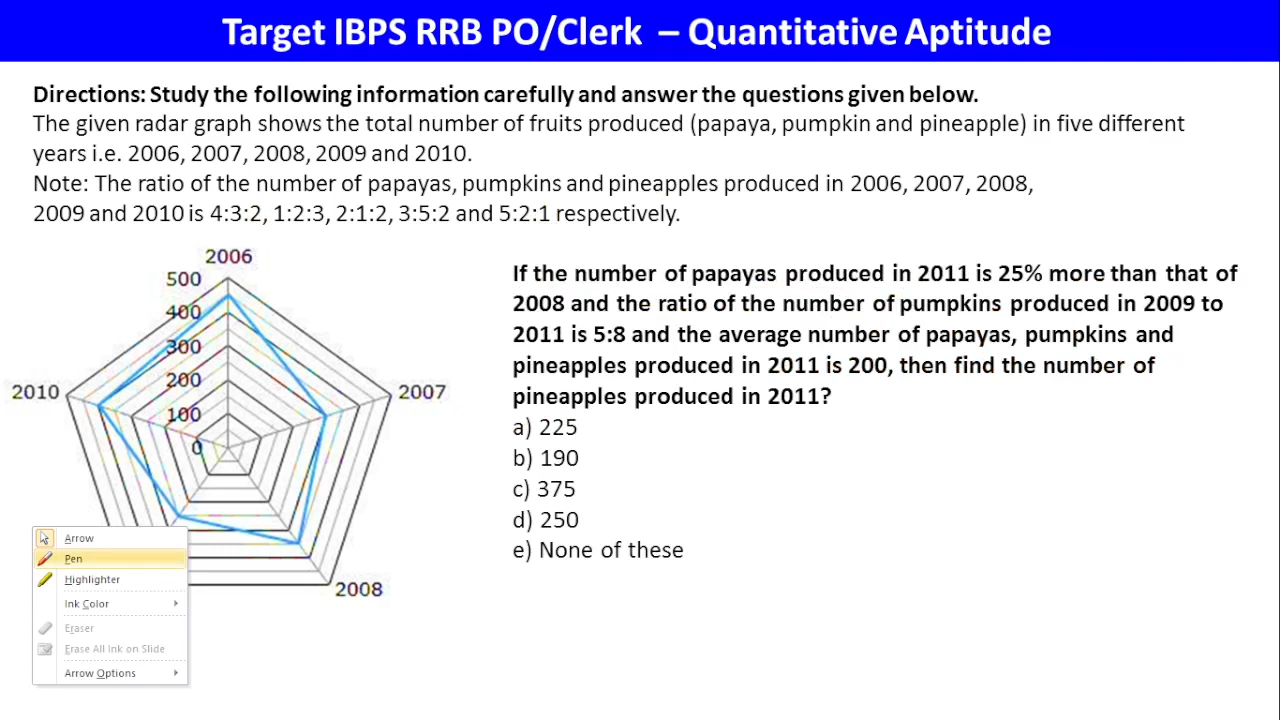 Target IBPS RRB PO/Clerk – Quantitative Aptitude
Directions: Study the following information carefully and answer the questions given below.
The given radar graph shows the total number of fruits produced (papaya, pumpkin and pineapple) in five different
years i.e. 2006, 2007, 2008, 2009 and 2010.
Note: The ratio of the number of papayas, pumpkins and pineapples produced in 2006, 2007, 2008,
2009 and 2010 is 4:3:2, 1:2:3, 2:1:2, 3:5:2 and 5:2:1 respectively.
2006
500
400
300
200
100
0
2010
2007
2008
If the number of papayas produced in 2011 is 25% more than that of
2008 and the ratio of the number of pumpkins produced in 2009 to
2011 is 5:8 and the average number of papayas, pumpkins and
pineapples produced in 2011 is 200, then find the number of
pineapples produced in 2011?
a) 225
b) 190
c) 375
d) 250
e) None of these
Arrow
Pen
Highlighter
Ink Color
Eraser
Erase All Ink on Slide
Arrow Options